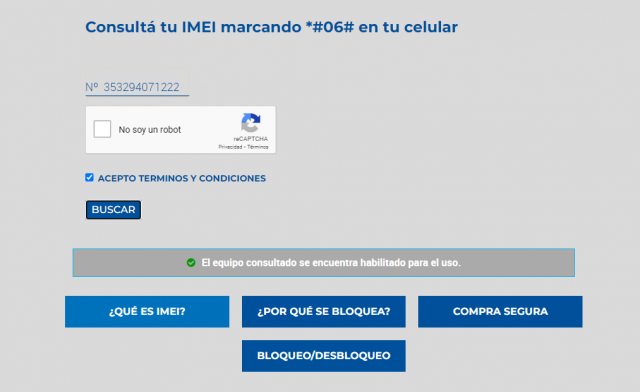 Consultá tu IMEI marcando *#06# en tu celular
Nº 353294071222
No soy un robot
reCAPTCHA
Privacidad • Términos
ACEPTO TERMINOS Y CONDICIONES
BUSCAR
El equipo consultado se encuentra habilitado para el uso.
¿QUÉ ES IMEI? ¿POR QUÉ SE BLOQUEA? COMPRA SEGURA
BLOQUEO/DESBLOQUEO